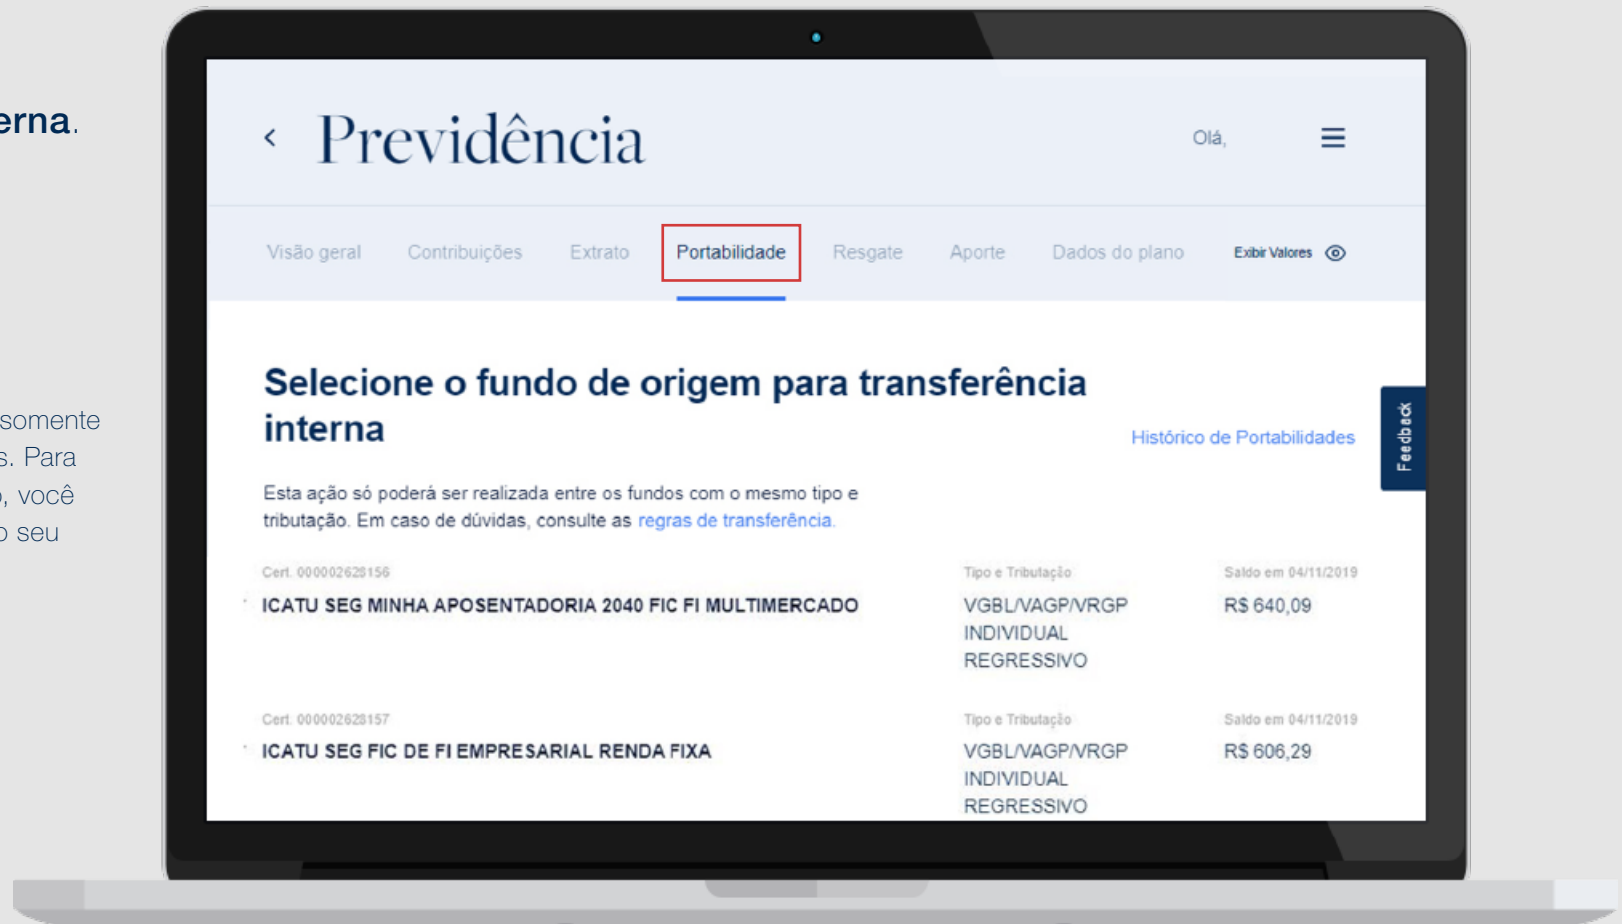 erna.
somente
s. Para
o, você
o seu
< Previdência
Olá,
Visão geral Contribuições Extrato Portabilidade Resgate Aporte Dados do plano Exibir Valores
Selecione o fundo de origem para transferência
interna
Histórico de Portabilidades
Feedback
Esta ação só poderá ser realizada entre os fundos com o mesmo tipo e
tributação. Em caso de dúvidas, consulte as regras de transferência.
Cert. 000002628156 Tipo e Tributação Saldo em 04/11/2019
ICATU SEG MINHA APOSENTADORIA 2040 FIC FI MULTIMERCADO VGBL/VAGP/VRGP R$ 640,09
INDIVIDUAL
REGRESSIVO
Cert. 000002628157 Tipo e Tributação Saldo em 04/11/2019
ICATU SEG FIC DE FI EMPRESARIAL RENDA FIXA VGBL/VAGP/VRGP R$ 606,29
INDIVIDUAL
REGRESSIVO